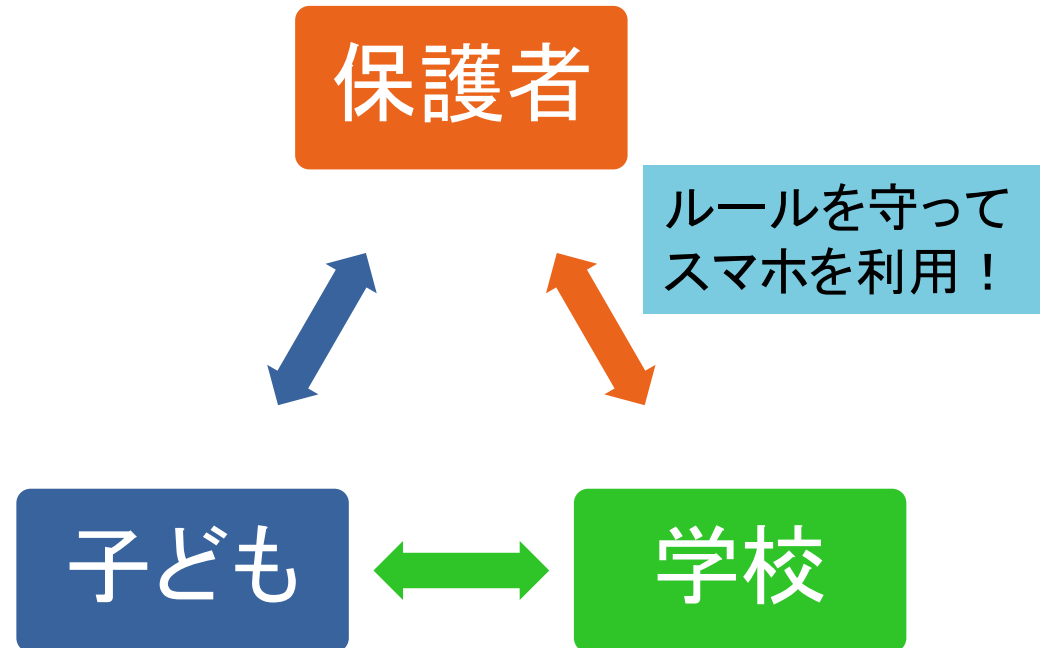 保護者
ルールを守って
スマホを利用！
子ども
学校